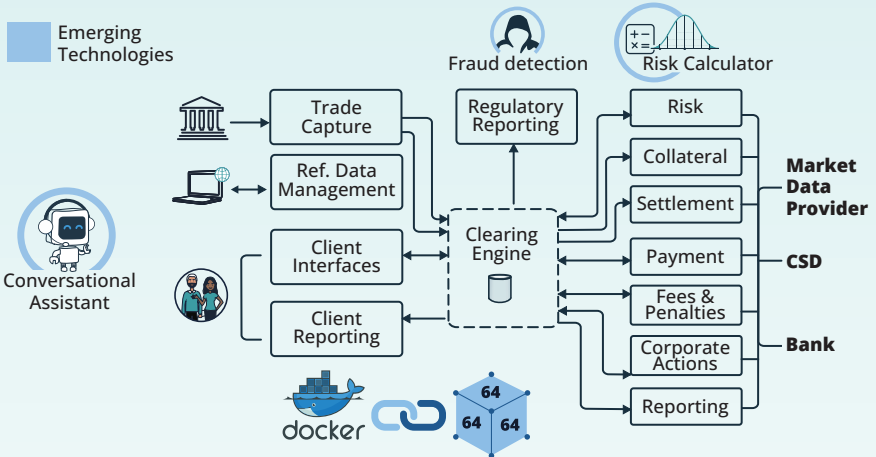 Emerging
Technologies
Fraud detection
Risk Calculator
Trade
Capture
Regulatory
Reporting
Risk
Ref. Data
Management
Collateral
Market
Data
Provider
Settlement
Clearing
Engine
Client
Interfaces
Payment
CSD
Conversational
Assistant
Fees &
Penalties
Client
Reporting
Corporate
Actions
Bank
Reporting
docker
64
64
64